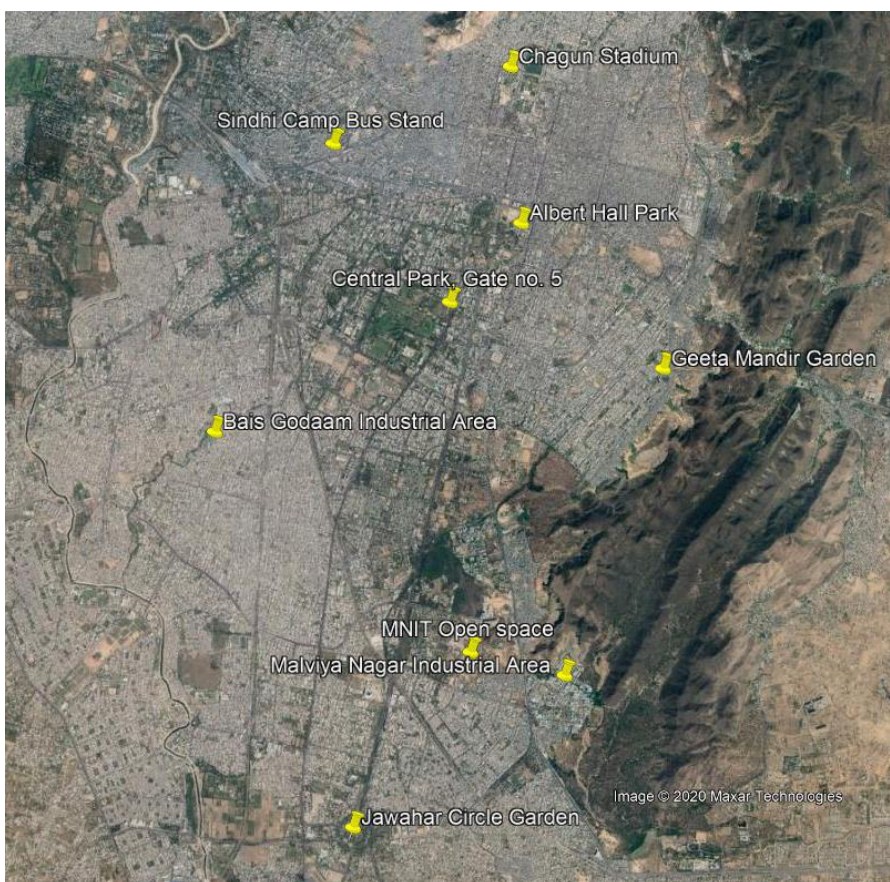 Chagun Stadium
Sindhi Camp Bus Stand
Albert Hall Park
Central Park, Gate no. 5
Geeta Mandir Garden
Bais Godaam Industrial Area
MNIT Open space
Malviya Nagar Industrial Area
Image © 2020 Maxar Technologies
Jawahar Circle Garden